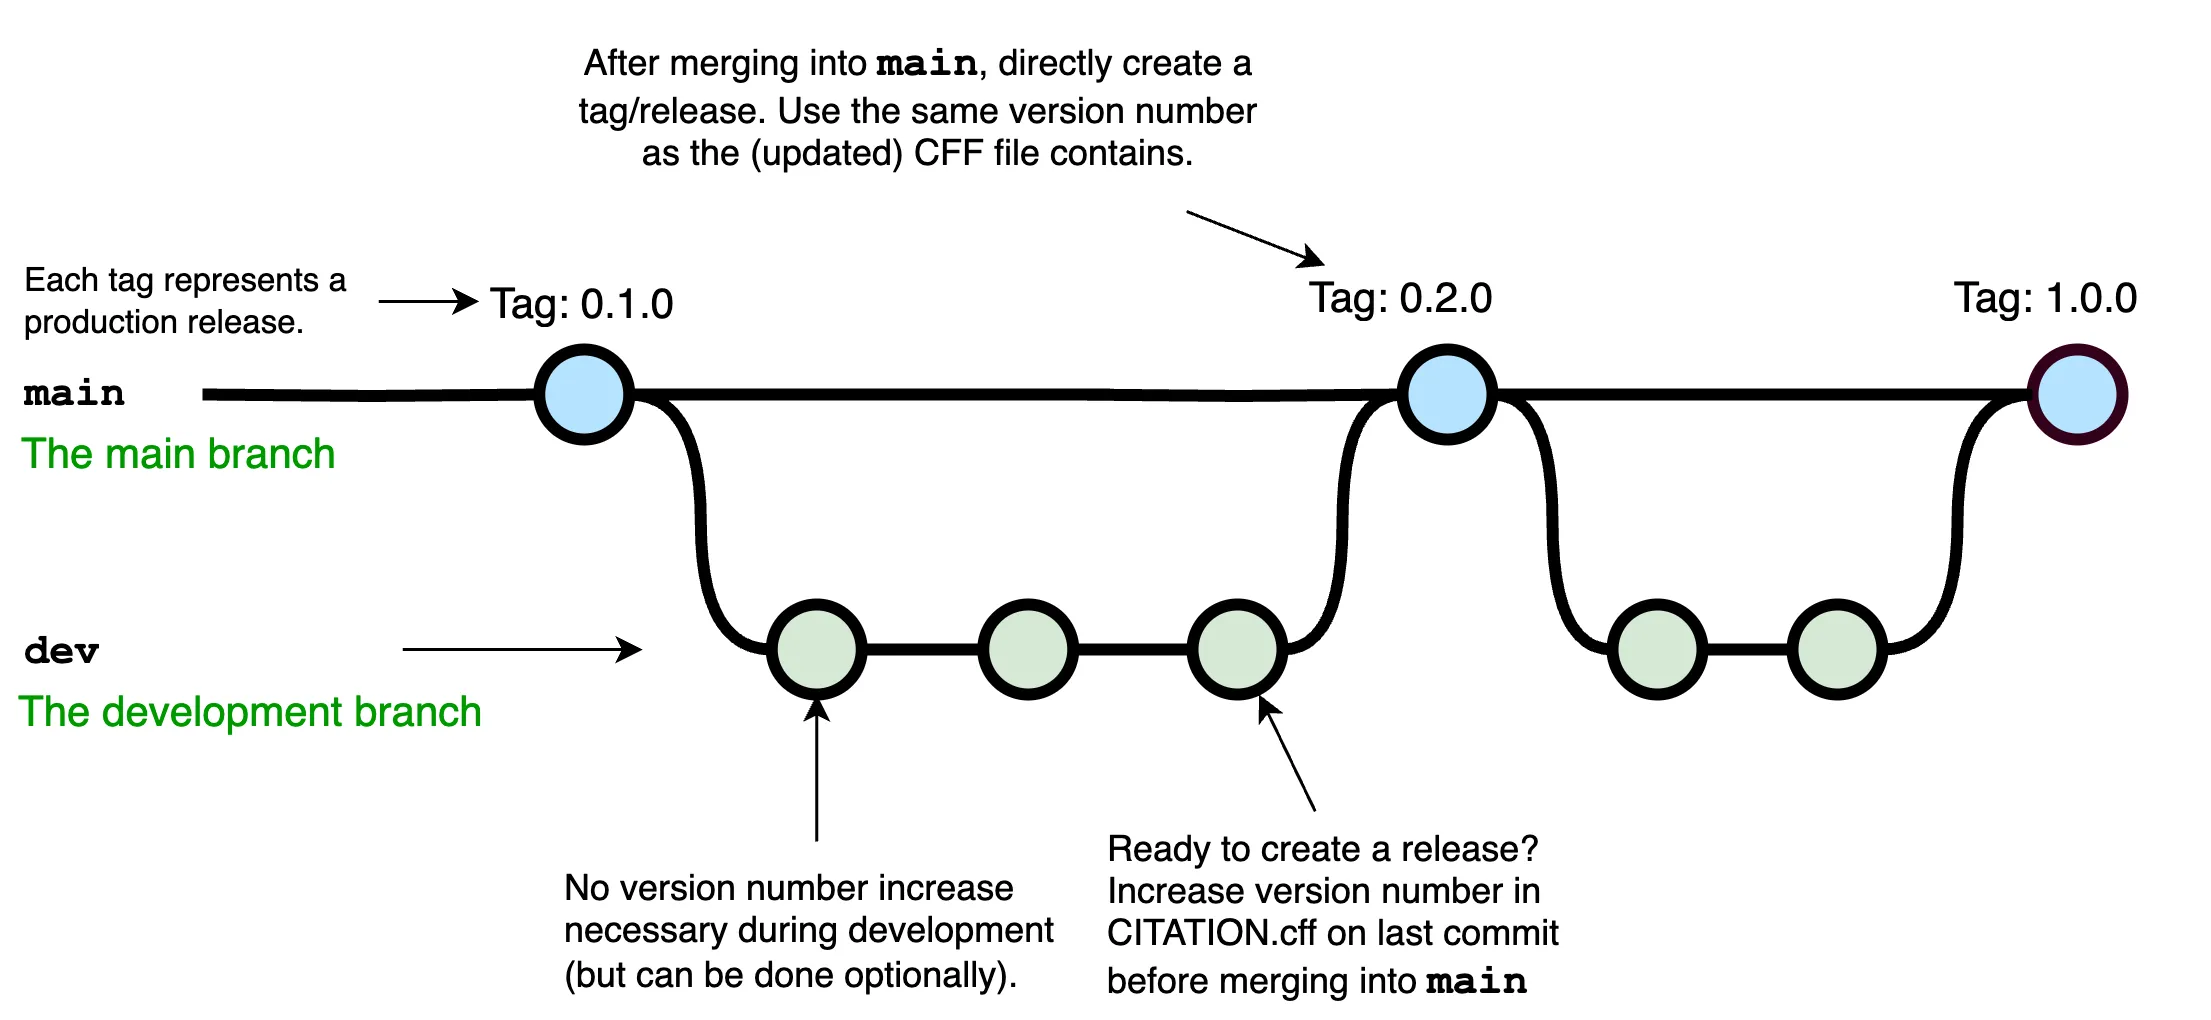 After merging into main, directly create a
tag/release. Use the same version number
as the (updated) CFF file contains.
Each tag represents a
production release.
Tag: 0.1.0
Tag: 0.2.0
Tag: 1.0.0
main
The main branch
dev
The development branch
No version number increase
necessary during development
(but can be done optionally).
Ready to create a release?
Increase version number in
CITATION.cff on last commit
before merging into main